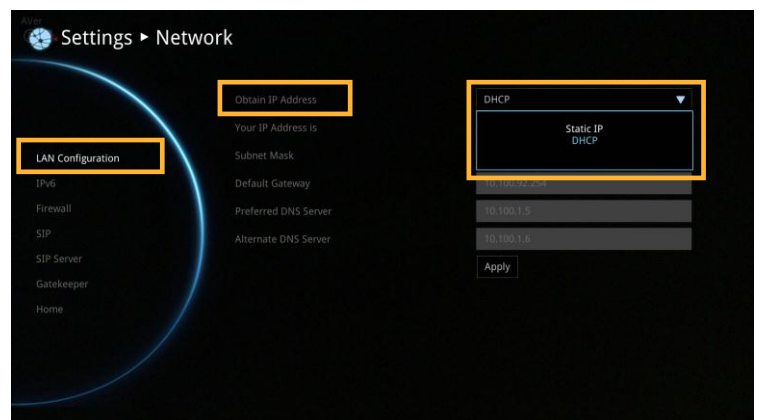 AVer
Settings ▸ Network
Obtain IP Address
DHCP
Your IP Address is
Static IP
DHCP
LAN Configuration
Subnet Mask
IPv6
Default Gateway
10.100.92.254
Firewall
Preferred DNS Server
10.100.1.5
SIP
Alternate DNS Server
10.100.1.6
SIP Server
Apply
Gatekeeper
Home